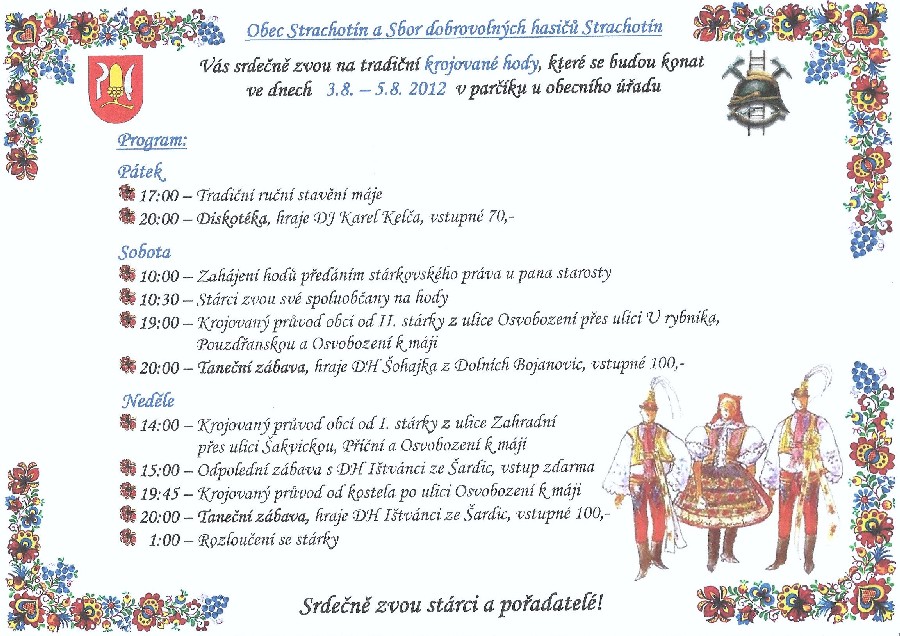 Obec Strachotín a Sbor dobrovolných hasičů Strachotín
Vás srdečně zvou na tradiční krojované hody, které se budou konat
ve dnech 3.8. – 5.8. 2012 v parčíku u obecního úřadu
Program:
Pátek
17:00 – Tradiční ruční stavění máje
20:00 – Diskotéka, hraje DJ Karel Kelča, vstupné 70,-
Sobota
10:00 – Zahájení hodů předáním stárkovského práva u pana starosty
10:30 – Stárci zvou své spoluobčany na hody
19:00 – Krojovaný průvod obcí od II. stárky z ulice Osvobození přes ulici U rybníka,
Pouzdřanskou a Osvobození k máji
20:00 – Taneční zábava, hraje DH Šohajka z Dolních Bojanovic, vstupné 100,-
Neděle
14:00 – Krojovaný průvod obcí od I. stárky z ulice Zahradní
přes ulici Šakvickou, Příční a Osvobození k máji
15:00 – Odpolední zábava s DH Ištvánci ze Šardic, vstup zdarma
19:45 – Krojovaný průvod od kostela po ulici Osvobození k máji
20:00 – Taneční zábava, hraje DH Ištvánci ze Šardic, vstupné 100,-
1:00 – Rozloučení se stárky
Srdečně zvou stárci a pořadatelé!